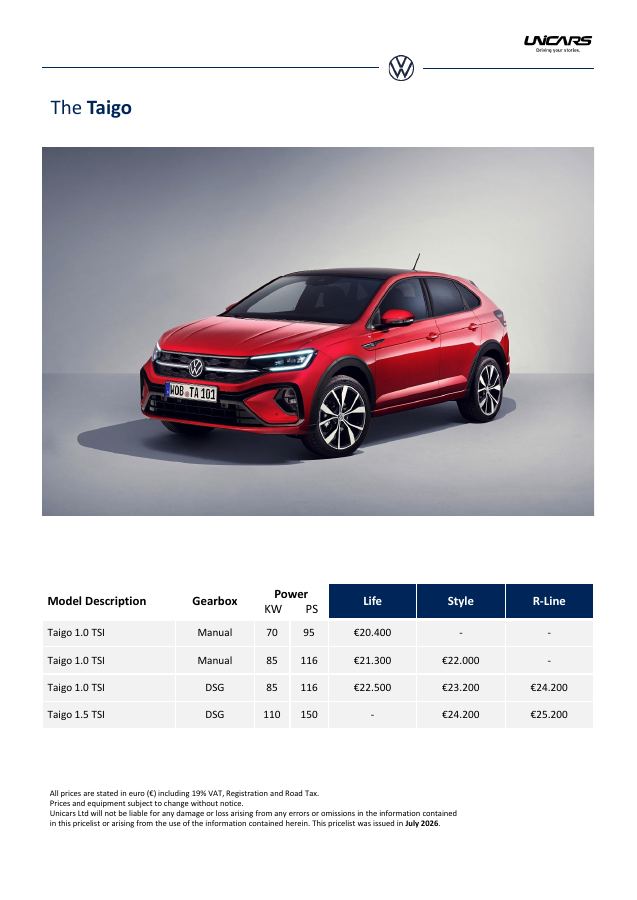 UNICARS
Driving your stories.
The Taigo
WOB TA 101
Model Description Gearbox Power KW PS Life Style R-Line
Taigo 1.0 TSI Manual 70 95 €20.400 - -
Taigo 1.0 TSI Manual 85 116 €21.300 €22.000 -
Taigo 1.0 TSI DSG 85 116 €22.500 €23.200 €24.200
Taigo 1.5 TSI DSG 110 150 - €24.200 €25.200
All prices are stated in euro (€) including 19% VAT, Registration and Road Tax.
Prices and equipment subject to change without notice.
Unicars Ltd will not be liable for any damage or loss arising from any errors or omissions in the information contained
in this pricelist or arising from the use of the information contained herein. This pricelist was issued in July 2026.